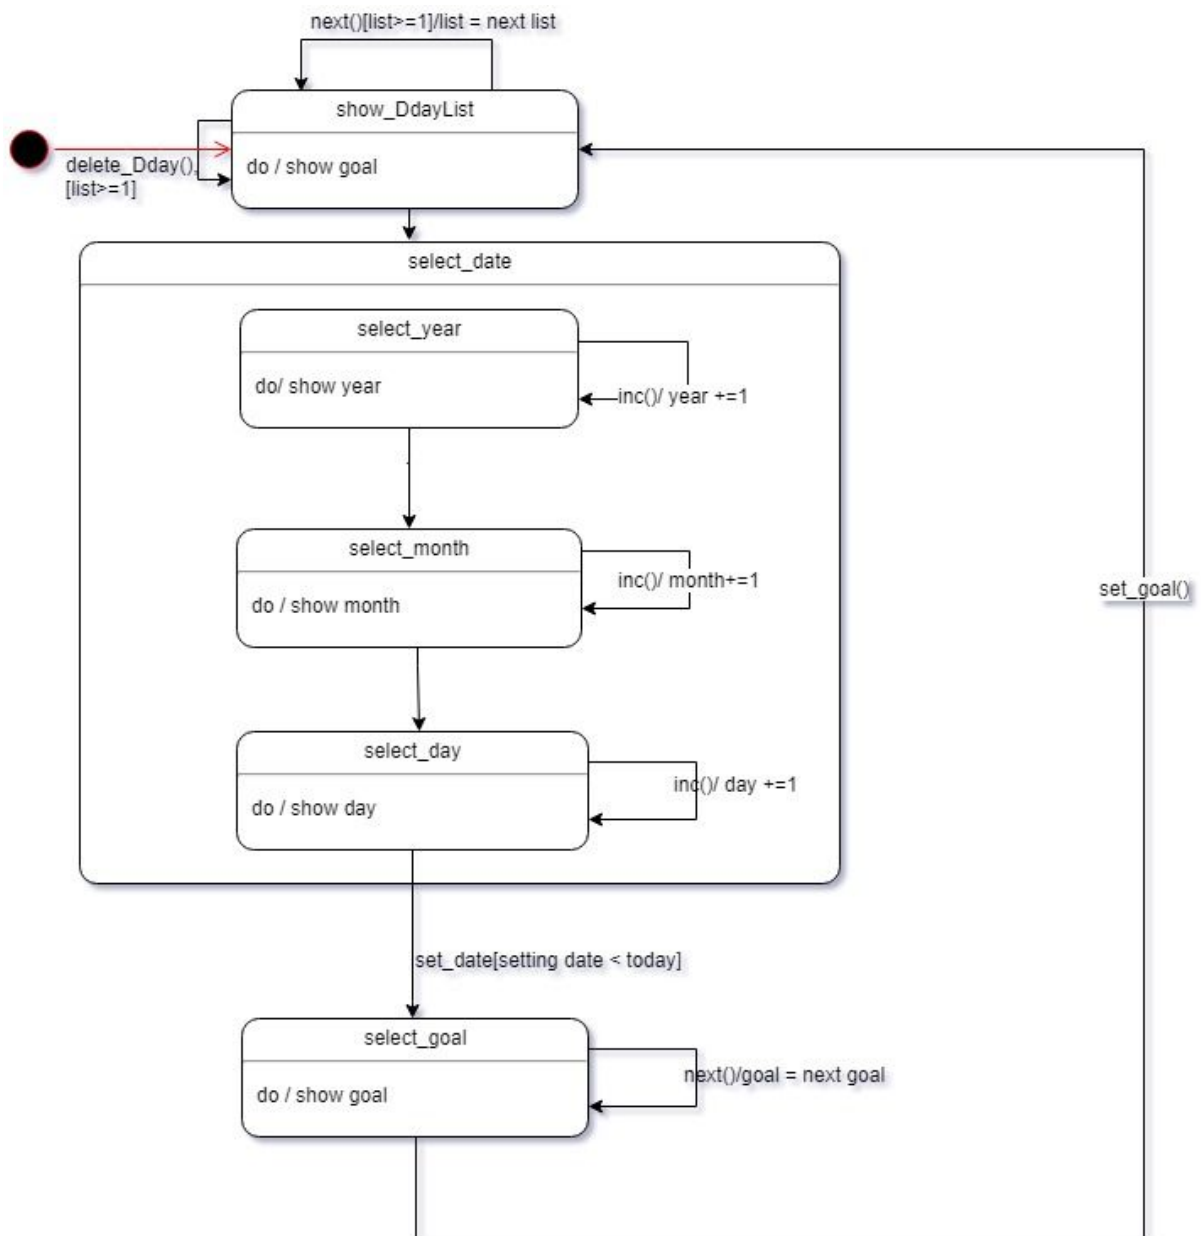 next()[list>=1]/list = next list
show_DdayList
delete_Dday(),
[list>=1]
do / show goal
select_date
select_year
do/ show year
inc()/ year +=1
select_month
inc()/ month+=1
do / show month
set_goal()
select_day
inc()/ day +=1
do / show day
set_date[setting date < today]
select_goal
next()/goal = next goal
do / show goal